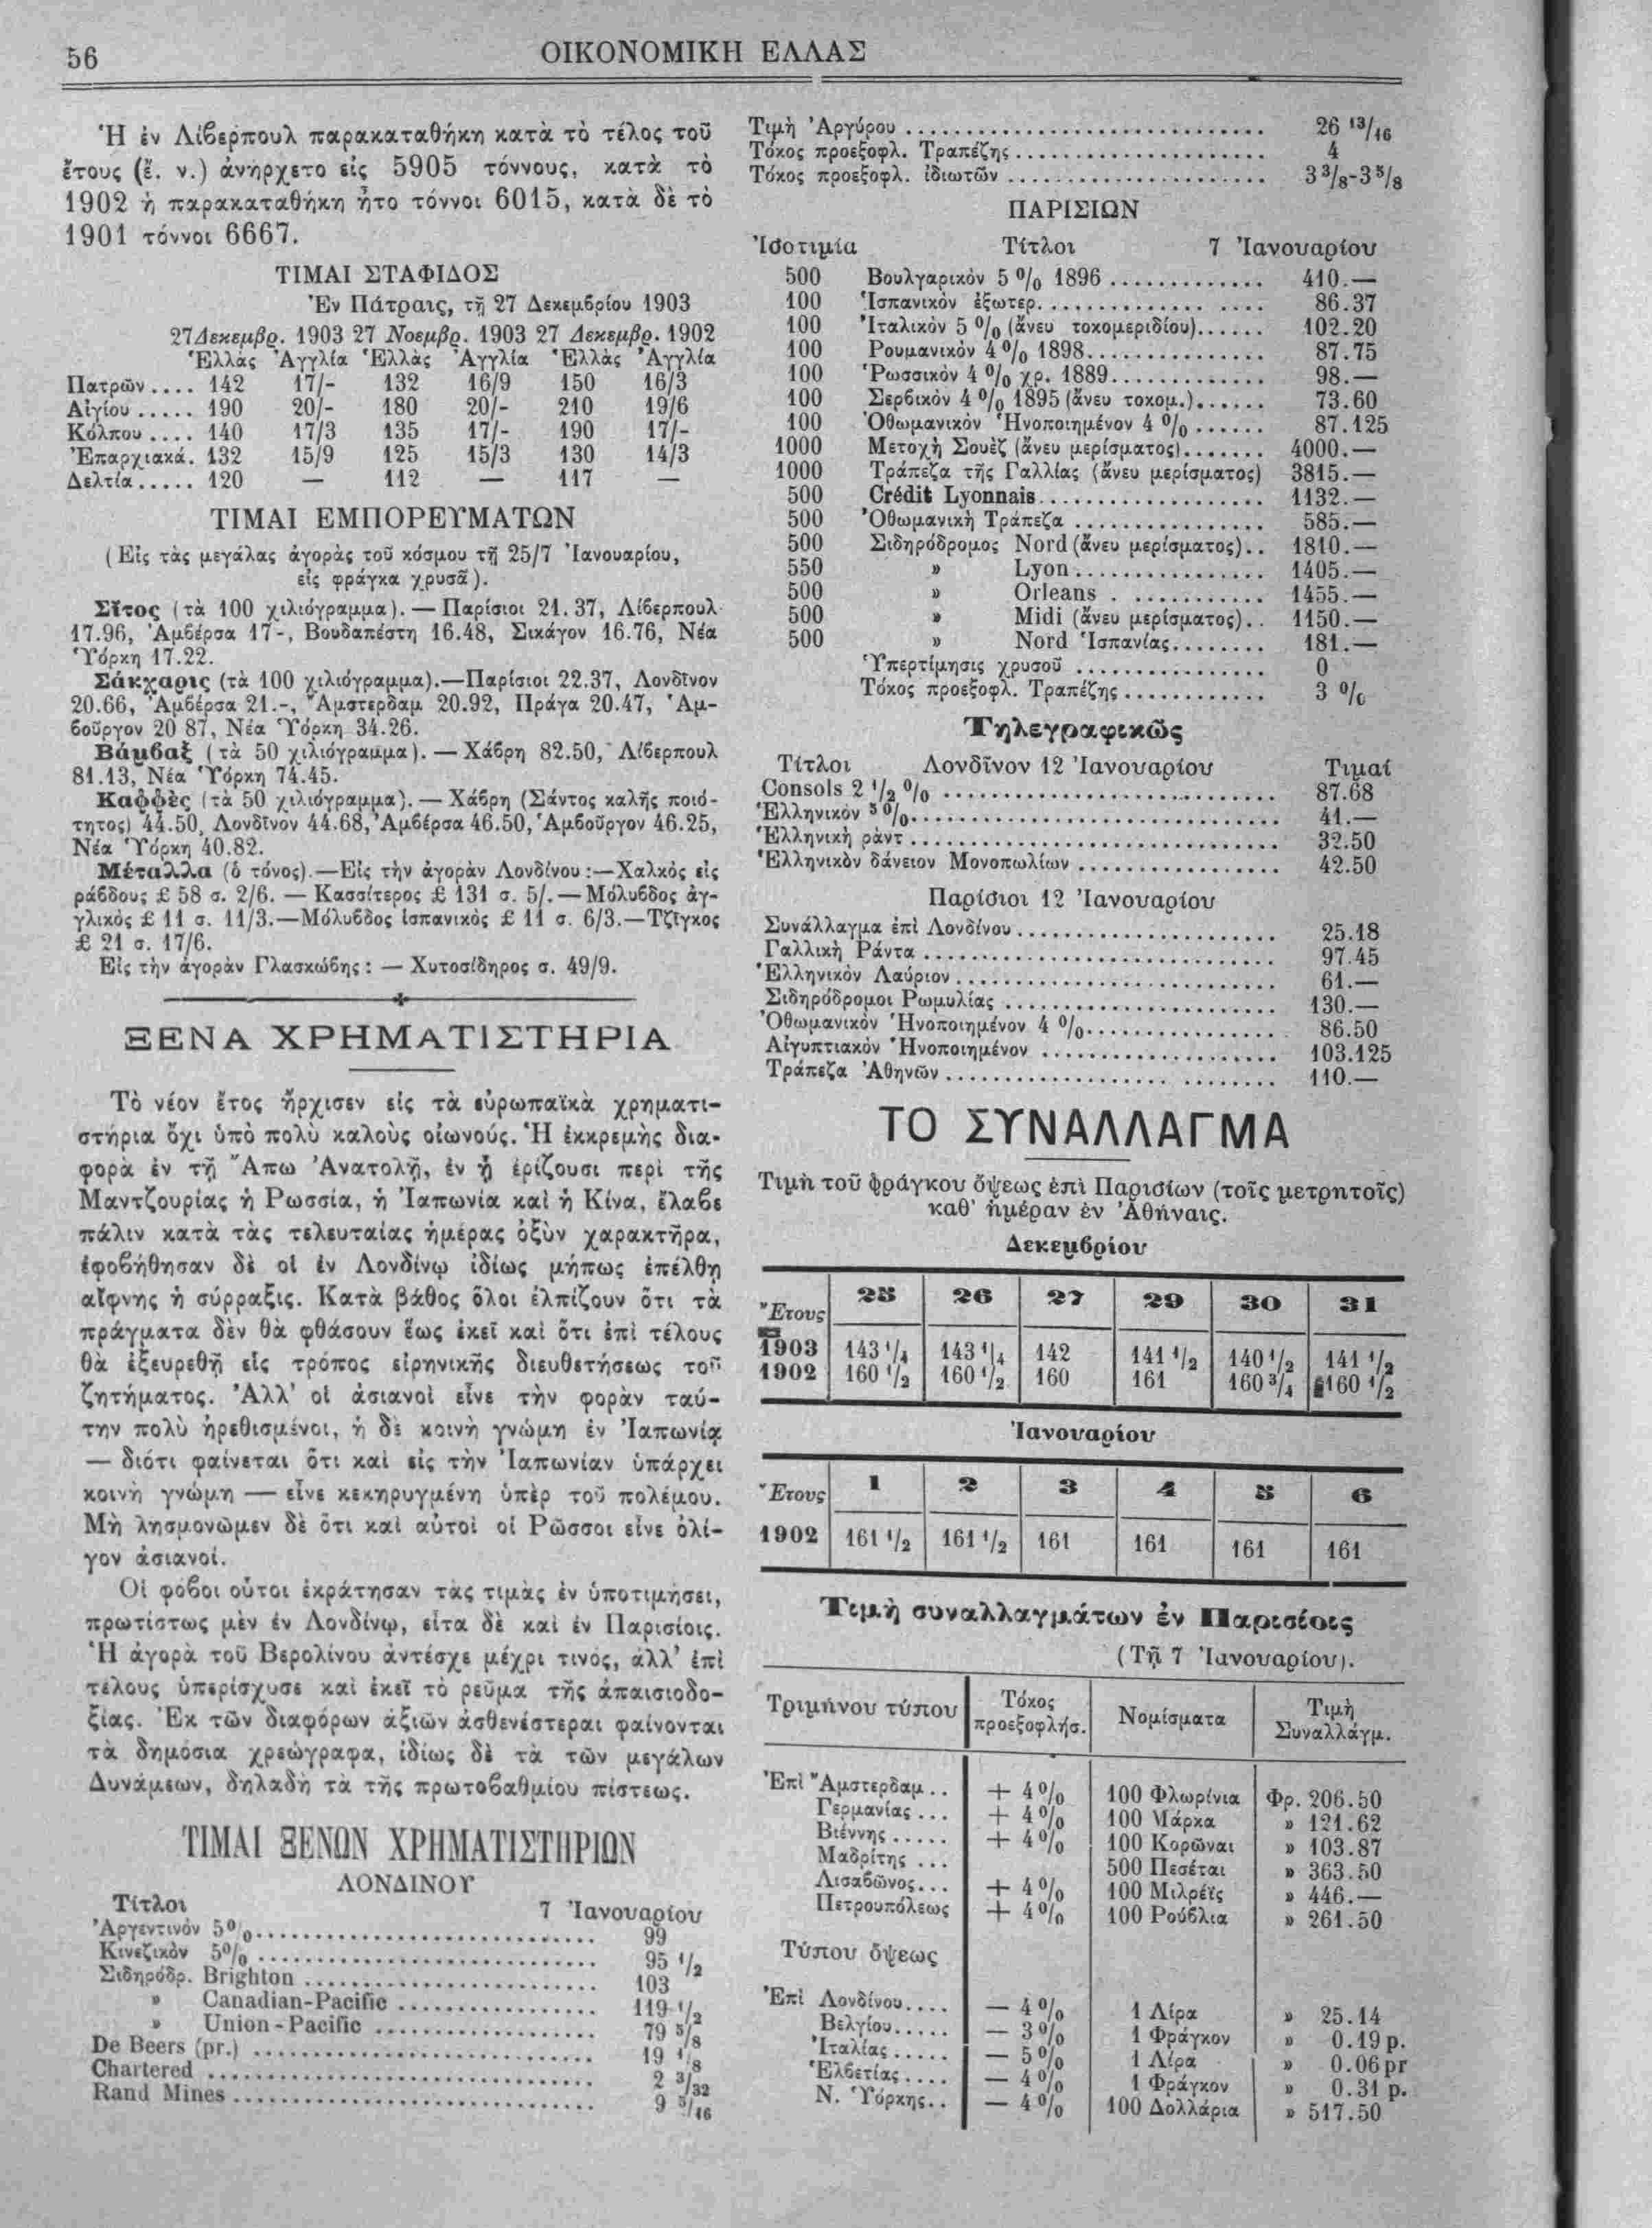 56
ΟΙΚΟΝΟΜΙΚΗ ΕΛΛΑΣ
Ἡ ἐν Λίβερπουλ παρακαταθήκη κατὰ τὸ τέλος τοῦ
ἔτους (ἔ. ν.) ἀνήρχετο εἰς 5905 τόννους, κατὰ τὸ
1902 ἡ παρακαταθήκη ἦτο τόννοι 6015, κατὰ δὲ τὸ
1901 τόννοι 6667.
ΤΙΜΑΙ ΣΤΑΦΙΔΟΣ
Ἐν Πάτραις, τῇ 27 Δεκεμβρίου 1903
27 Δεκεμβρ. 1903 27 Νοεμβρ. 1903 27 Δεκεμβρ. 1902
Ἑλλὰς Ἀγγλία Ἑλλὰς Ἀγγλία Ἑλλὰς Ἀγγλία
Πατρῶν.... 142 17/- 132 16/9 150 16/3
Αἰγίου..... 190 20/- 180 20/- 210 19/6
Κόλπου.... 140 17/3 135 17/- 190 17/-
Ἐπαρχιακά. 132 15/9 125 15/3 130 14/3
Δελτία..... 120 — 112 — 117 —
ΤΙΜΑΙ ΕΜΠΟΡΕΥΜΑΤΩΝ
(Εἰς τὰς μεγάλας ἀγορὰς τοῦ κόσμου τῇ 25/7 Ἰανουαρίου,
εἰς φράγκα χρυσᾶ).
Σῖτος (τὰ 100 χιλιόγραμμα). — Παρίσιοι 21.37, Λίβερπουλ
17.96, Ἀμβέρσα 17-, Βουδαπέστη 16.48, Σικάγον 16.76, Νέα
Ὑόρκη 17.22.
Σάκχαρις (τὰ 100 χιλιόγραμμα).—Παρίσιοι 22.37, Λονδῖνον
20.66, Ἀμβέρσα 21.-, Ἀμστερδαμ 20.92, Πράγα 20.47, Ἀμ-
βοῦργον 20 87, Νέα Ὑόρκη 34.26.
Βάμβαξ (τὰ 50 χιλιόγραμμα). — Χάβρη 82.50, Λίβερπουλ
81.13, Νέα Ὑόρκη 74.45.
Καφφὲς (τὰ 50 χιλιόγραμμα). — Χάβρη (Σάντος καλῆς ποιό-
τητος) 44.50, Λονδῖνον 44.68, Ἀμβέρσα 46.50, Ἀμβοῦργον 46.25,
Νέα Ὑόρκη 40.82.
Μέταλλα (ὁ τόνος).—Εἰς τὴν ἀγορὰν Λονδίνου :—Χαλκὸς εἰς
ράβδους £ 58 σ. 2/6. — Κασσίτερος £ 131 σ. 5/. — Μόλυβδος ἀγ-
γλικὸς £ 11 σ. 11/3.—Μόλυβδος ἱσπανικὸς £ 11 σ. 6/3.—Τζῖγκος
£ 21 σ. 17/6.
Εἰς τὴν ἀγορὰν Γλασκώβης : — Χυτοσίδηρος σ. 49/9.
ΞΕΝΑ ΧΡΗΜΑΤΙΣΤΗΡΙΑ
Τὸ νέον ἔτος ἤρχισεν εἰς τὰ εὐρωπαϊκὰ χρηματι-
στήρια ὄχι ὑπὸ πολὺ καλοὺς οἰωνούς. Ἡ ἐκκρεμὴς δια-
φορὰ ἐν τῇ Ἄπω Ἀνατολῇ, ἐν ᾗ ἐρίζουσι περὶ τῆς
Μαντζουρίας ἡ Ρωσσία, ἡ Ἰαπωνία καὶ ἡ Κίνα, ἔλαβε
πάλιν κατὰ τὰς τελευταίας ἡμέρας ὀξὺν χαρακτῆρα,
ἐφοβήθησαν δὲ οἱ ἐν Λονδίνῳ ἰδίως μήπως ἐπέλθῃ
αἴφνης ἡ σύρραξις. Κατὰ βάθος ὅλοι ἐλπίζουν ὅτι τὰ
πράγματα δὲν θὰ φθάσουν ἕως ἐκεῖ καὶ ὅτι ἐπὶ τέλους
θὰ ἐξευρεθῇ εἷς τρόπος εἰρηνικῆς διευθετήσεως τοῦ
ζητήματος. Ἀλλ' οἱ ἀσιανοὶ εἶνε τὴν φορὰν ταύ-
την πολὺ ἠρεθισμένοι, ἡ δὲ κοινὴ γνώμη ἐν Ἰαπωνίᾳ
— διότι φαίνεται ὅτι καὶ εἰς τὴν Ἰαπωνίαν ὑπάρχει
κοινὴ γνώμη — εἶνε κεκηρυγμένη ὑπὲρ τοῦ πολέμου.
Μὴ λησμονῶμεν δὲ ὅτι καὶ αὐτοὶ οἱ Ρῶσσοι εἶνε ὀλί-
γον ἀσιανοί.
Οἱ φόβοι οὗτοι ἐκράτησαν τὰς τιμὰς ἐν ὑποτιμήσει,
πρωτίστως μὲν ἐν Λονδίνῳ, εἶτα δὲ καὶ ἐν Παρισίοις.
Ἡ ἀγορὰ τοῦ Βερολίνου ἀντέσχε μέχρι τινός, ἀλλ' ἐπὶ
τέλους ὑπερίσχυσε καὶ ἐκεῖ τὸ ρεῦμα τῆς ἀπαισιοδο-
ξίας. Ἐκ τῶν διαφόρων ἀξιῶν ἀσθενέστεραι φαίνονται
τὰ δημόσια χρεώγραφα, ἰδίως δὲ τὰ τῶν μεγάλων
Δυνάμεων, δηλαδὴ τὰ τῆς πρωτοβαθμίου πίστεως.
ΤΙΜΑΙ ΞΕΝΩΝ ΧΡΗΜΑΤΙΣΤΗΡΙΩΝ
ΛΟΝΔΙΝΟΥ
Τίτλοι 7 Ἰανουαρίου
Ἀργεντινόν 5%........ 99
Κινεζικὸν 5%........ 95 1/2
Σιδηρόδρ. Brighton ........ 103
» Canadian-Pacific ........ 119 1/2
» Union-Pacific ........ 79 5/8
De Beers (pr.) ........ 19 1/8
Chartered ........ 2 3/32
Rand Mines ........ 9 5/16
Τιμὴ Ἀργύρου ........ 26 13/16
Τόκος προεξοφλ. Τραπέζης ........ 4
Τόκος προεξοφλ. ἰδιωτῶν ........ 3 3/8-3 5/8
ΠΑΡΙΣΙΩΝ
Ἰσοτιμία Τίτλοι 7 Ἰανουαρίου
500 Βουλγαρικὸν 5 % 1896 ........ 410.—
100 Ἱσπανικὸν ἐξωτερ. ........ 86.37
100 Ἰταλικὸν 5 % (ἄνευ τοκομεριδίου)...... 102.20
100 Ρουμανικὸν 4 % 1898........ 87.75
100 Ῥωσσικὸν 4 % χρ. 1889........ 98.—
100 Σερβικὸν 4 % 1895 (ἄνευ τοκομ.)...... 73.60
100 Ὀθωμανικὸν Ἡνοποιημένον 4 % ...... 87.125
1000 Μετοχὴ Σουὲζ (ἄνευ μερίσματος)....... 4000.—
1000 Τράπεζα τῆς Γαλλίας (ἄνευ μερίσματος) 3815.—
500 Crédit Lyonnais........ 1132.—
500 Ὀθωμανικὴ Τράπεζα ........ 585.—
500 Σιδηρόδρομος Nord (ἄνευ μερίσματος).. 1810.—
550 » Lyon........ 1405.—
500 » Orleans ........ 1455.—
500 » Midi (ἄνευ μερίσματος).. 1150.—
500 » Nord Ἱσπανίας........ 181.—
Ὑπερτίμησις χρυσοῦ ........ 0
Τόκος προεξοφλ. Τραπέζης ........ 3 %
Τηλεγραφικῶς
Τίτλοι Λονδῖνον 12 Ἰανουαρίου Τιμαί
Consols 2 1/2 % ........ 87.68
Ἑλληνικὸν 5 %........ 41.—
Ἑλληνικὴ ρὰντ ........ 32.50
Ἑλληνικὸν δάνειον Μονοπωλίων ........ 42.50
Παρίσιοι 12 Ἰανουαρίου
Συνάλλαγμα ἐπὶ Λονδίνου ........ 25.18
Γαλλικὴ Ράντα ........ 97.45
Ἑλληνικὸν Λαύριον ........ 61.—
Σιδηρόδρομοι Ρωμυλίας ........ 130.—
Ὀθωμανικὸν Ἡνοποιημένον 4 %........ 86.50
Αἰγυπτιακὸν Ἡνοποιημένον ........ 103.125
Τράπεζα Ἀθηνῶν ........ 110.—
ΤΟ ΣΥΝΑΛΛΑΓΜΑ
Τιμὴ τοῦ φράγκου ὄψεως ἐπὶ Παρισίων (τοῖς μετρητοῖς)
καθ' ἡμέραν ἐν Ἀθήναις.
Δεκεμβρίου
Ἔτους 25 26 27 29 30 31
1903 143 1/4 143 1/4 142 141 1/2 140 1/2 141 1/2
1902 160 1/2 160 1/2 160 161 160 3/4 160 1/2
Ἰανουαρίου
Ἔτους 1 2 3 4 5 6
1902 161 1/2 161 1/2 161 161 161 161
Τιμὴ συναλλαγμάτων ἐν Παρισίοις
(Τῇ 7 Ἰανουαρίου).
Τριμήνου τύπου Τόκος προεξοφλήσ. Νομίσματα Τιμὴ Συναλλάγμ.
Ἐπὶ Ἄμστερδαμ .. + 4% 100 Φλωρίνια Φρ. 206.50
Γερμανίας ... + 4% 100 Μάρκα » 121.62
Βιέννης ..... + 4% 100 Κορῶναι » 103.87
Μαδρίτης ... 500 Πεσέται » 363.50
Λισαβῶνος... + 4% 100 Μιλρέϊς » 446.—
Πετρουπόλεως + 4% 100 Ρούβλια » 261.50
Τύπου ὄψεως
Ἐπὶ Λονδίνου.... — 4% 1 Λίρα » 25.14
Βελγίου..... — 3% 1 Φράγκον » 0.19 p.
Ἰταλίας ..... — 5% 1 Λίρα » 0.06 pr
Ἑλβετίας.... — 4% 1 Φράγκον » 0.31 p.
Ν. Ὑόρκης.. — 4% 100 Δολλάρια » 517.50